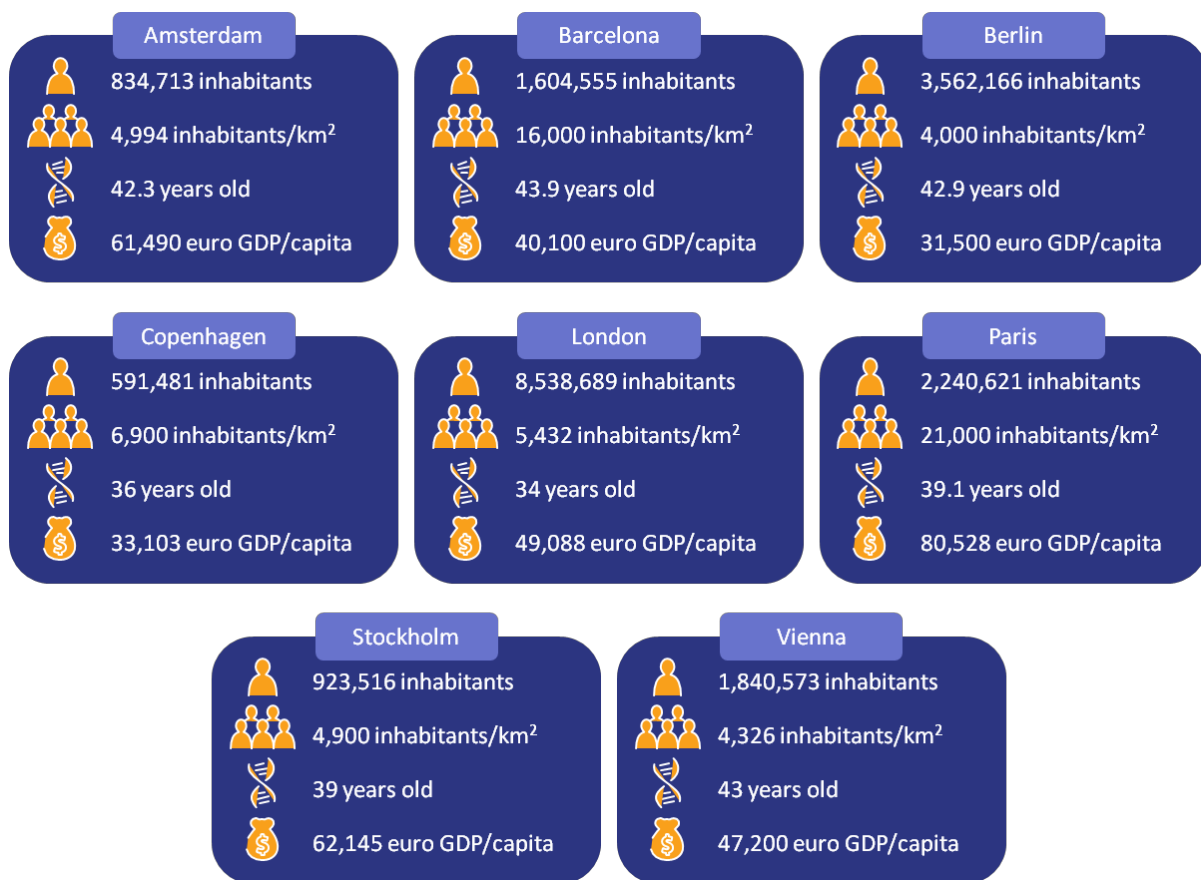 Amsterdam
834,713 inhabitants
4,994 inhabitants/km²
42.3 years old
61,490 euro GDP/capita
Barcelona
1,604,555 inhabitants
16,000 inhabitants/km²
43.9 years old
40,100 euro GDP/capita
Berlin
3,562,166 inhabitants
4,000 inhabitants/km²
42.9 years old
31,500 euro GDP/capita
Copenhagen
591,481 inhabitants
6,900 inhabitants/km²
36 years old
33,103 euro GDP/capita
London
8,538,689 inhabitants
5,432 inhabitants/km²
34 years old
49,088 euro GDP/capita
Paris
2,240,621 inhabitants
21,000 inhabitants/km²
39.1 years old
80,528 euro GDP/capita
Stockholm
923,516 inhabitants
4,900 inhabitants/km²
39 years old
62,145 euro GDP/capita
Vienna
1,840,573 inhabitants
4,326 inhabitants/km²
43 years old
47,200 euro GDP/capita